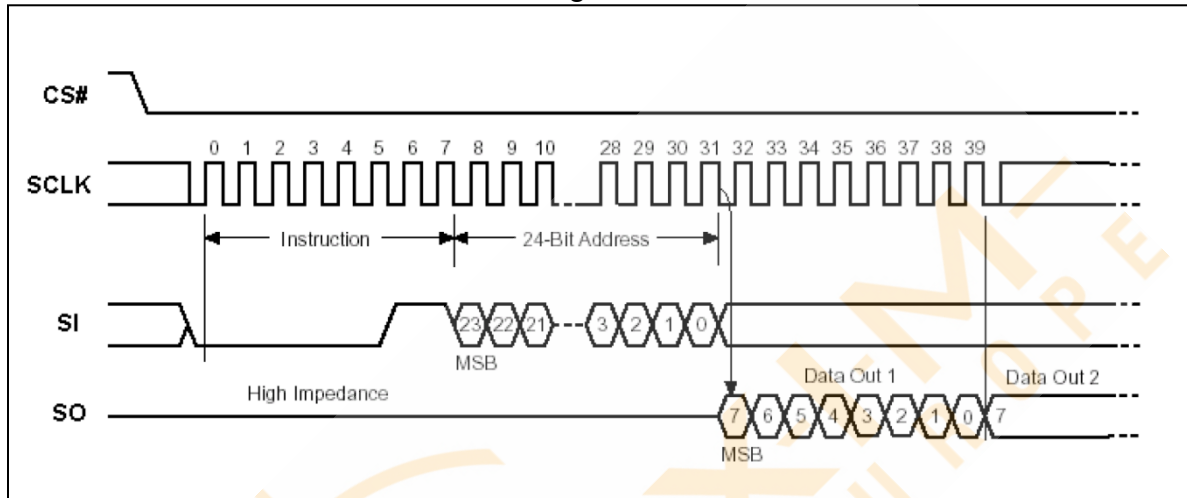 CS#
0 1 2 3 4 5 6 7 8 9 10 28 29 30 31 32 33 34 35 36 37 38 39
SCLK
Instruction 24-Bit Address
SI 23 22 21 3 2 1 0
MSB
High Impedance Data Out 1 Data Out 2
SO 7 6 5 4 3 2 1 0 7
MSB